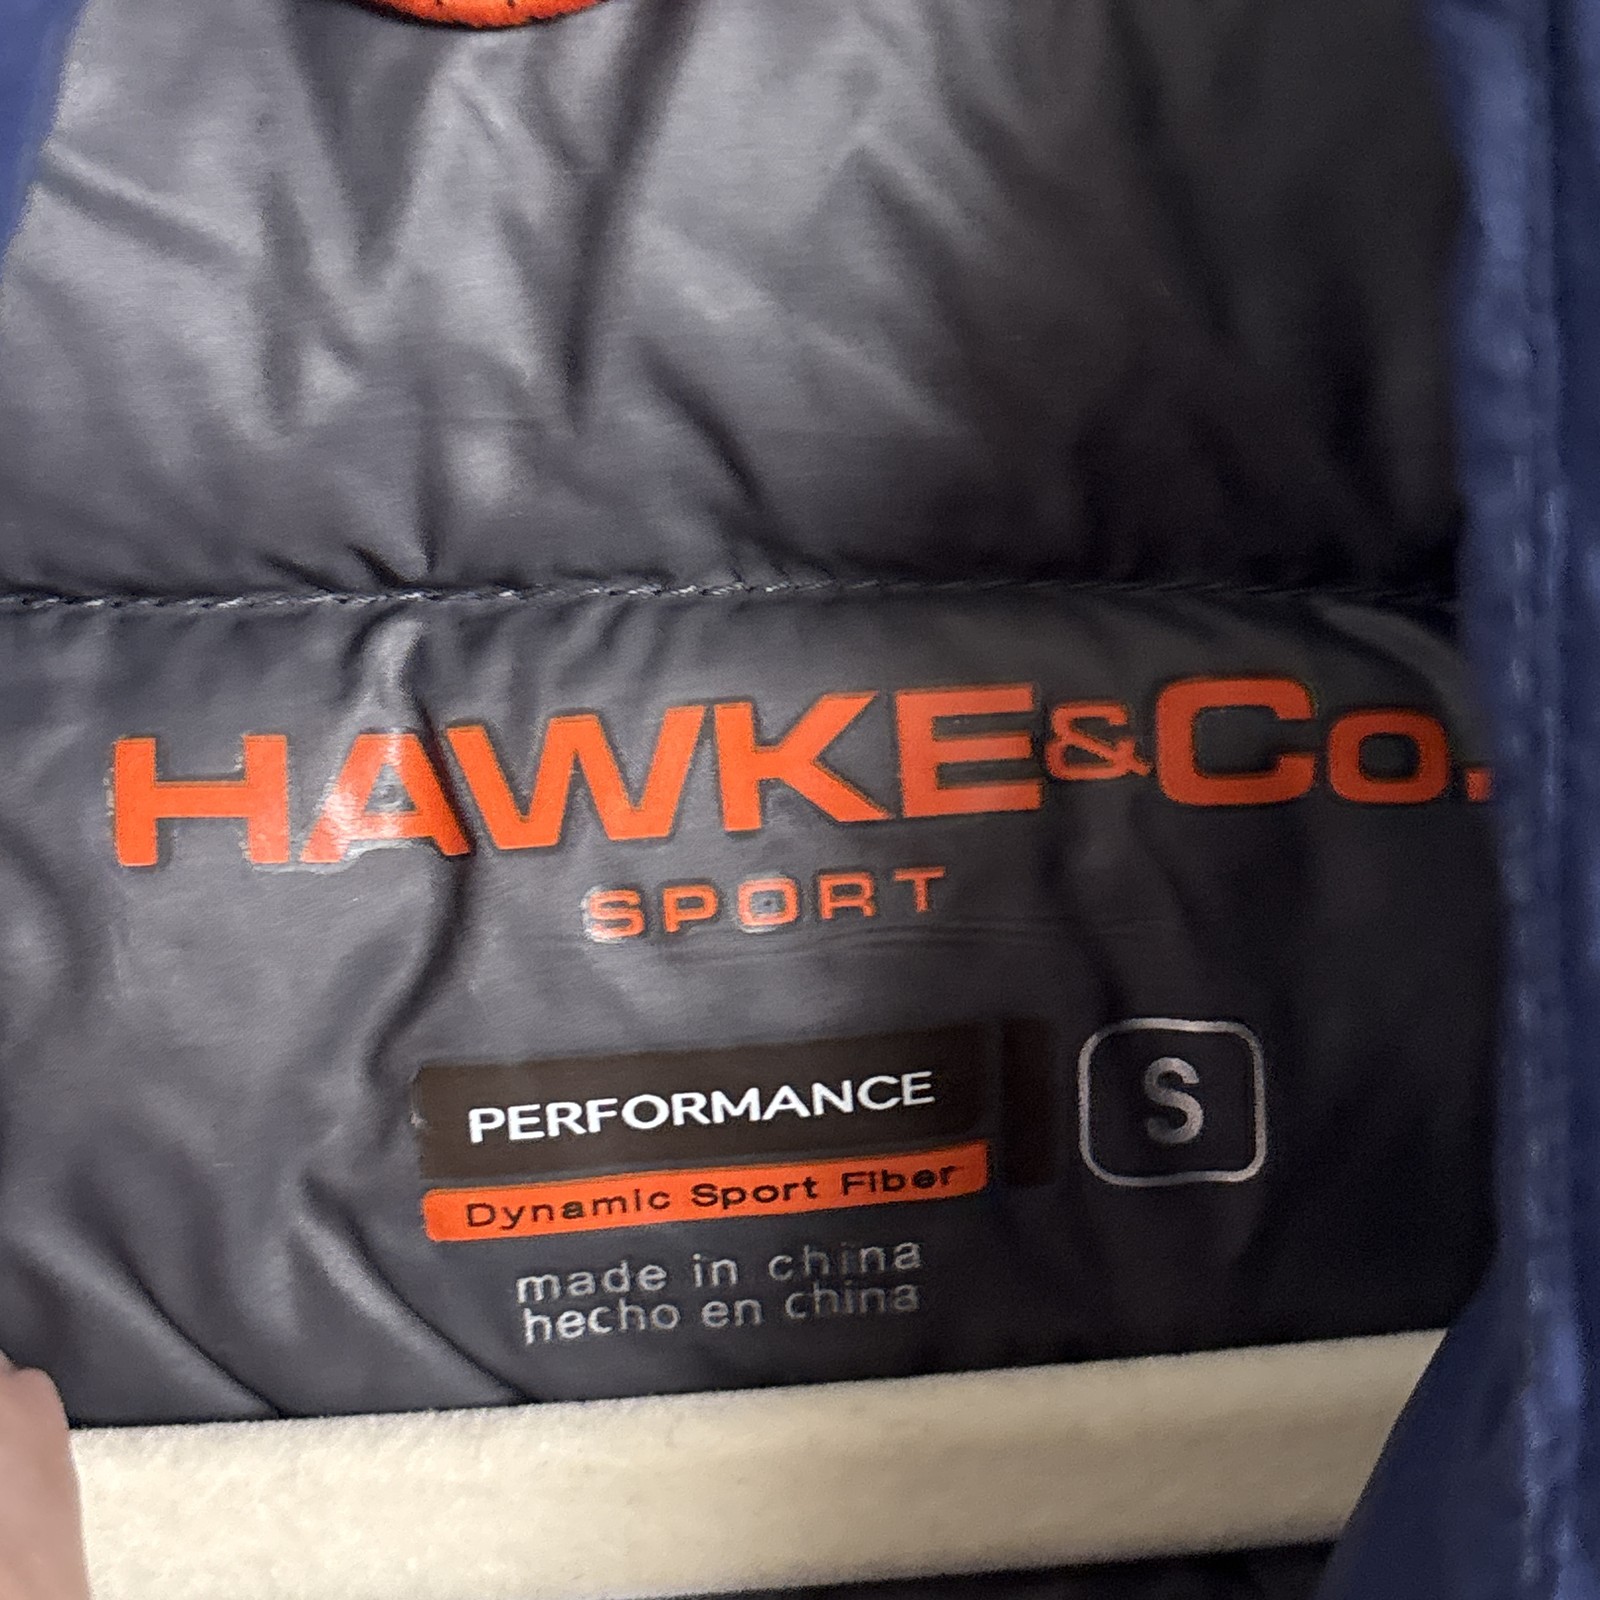 HAWKE&Co.
SPORT
PERFORMANCE
S
Dynamic Sport Fiber
made in china
hecho en china